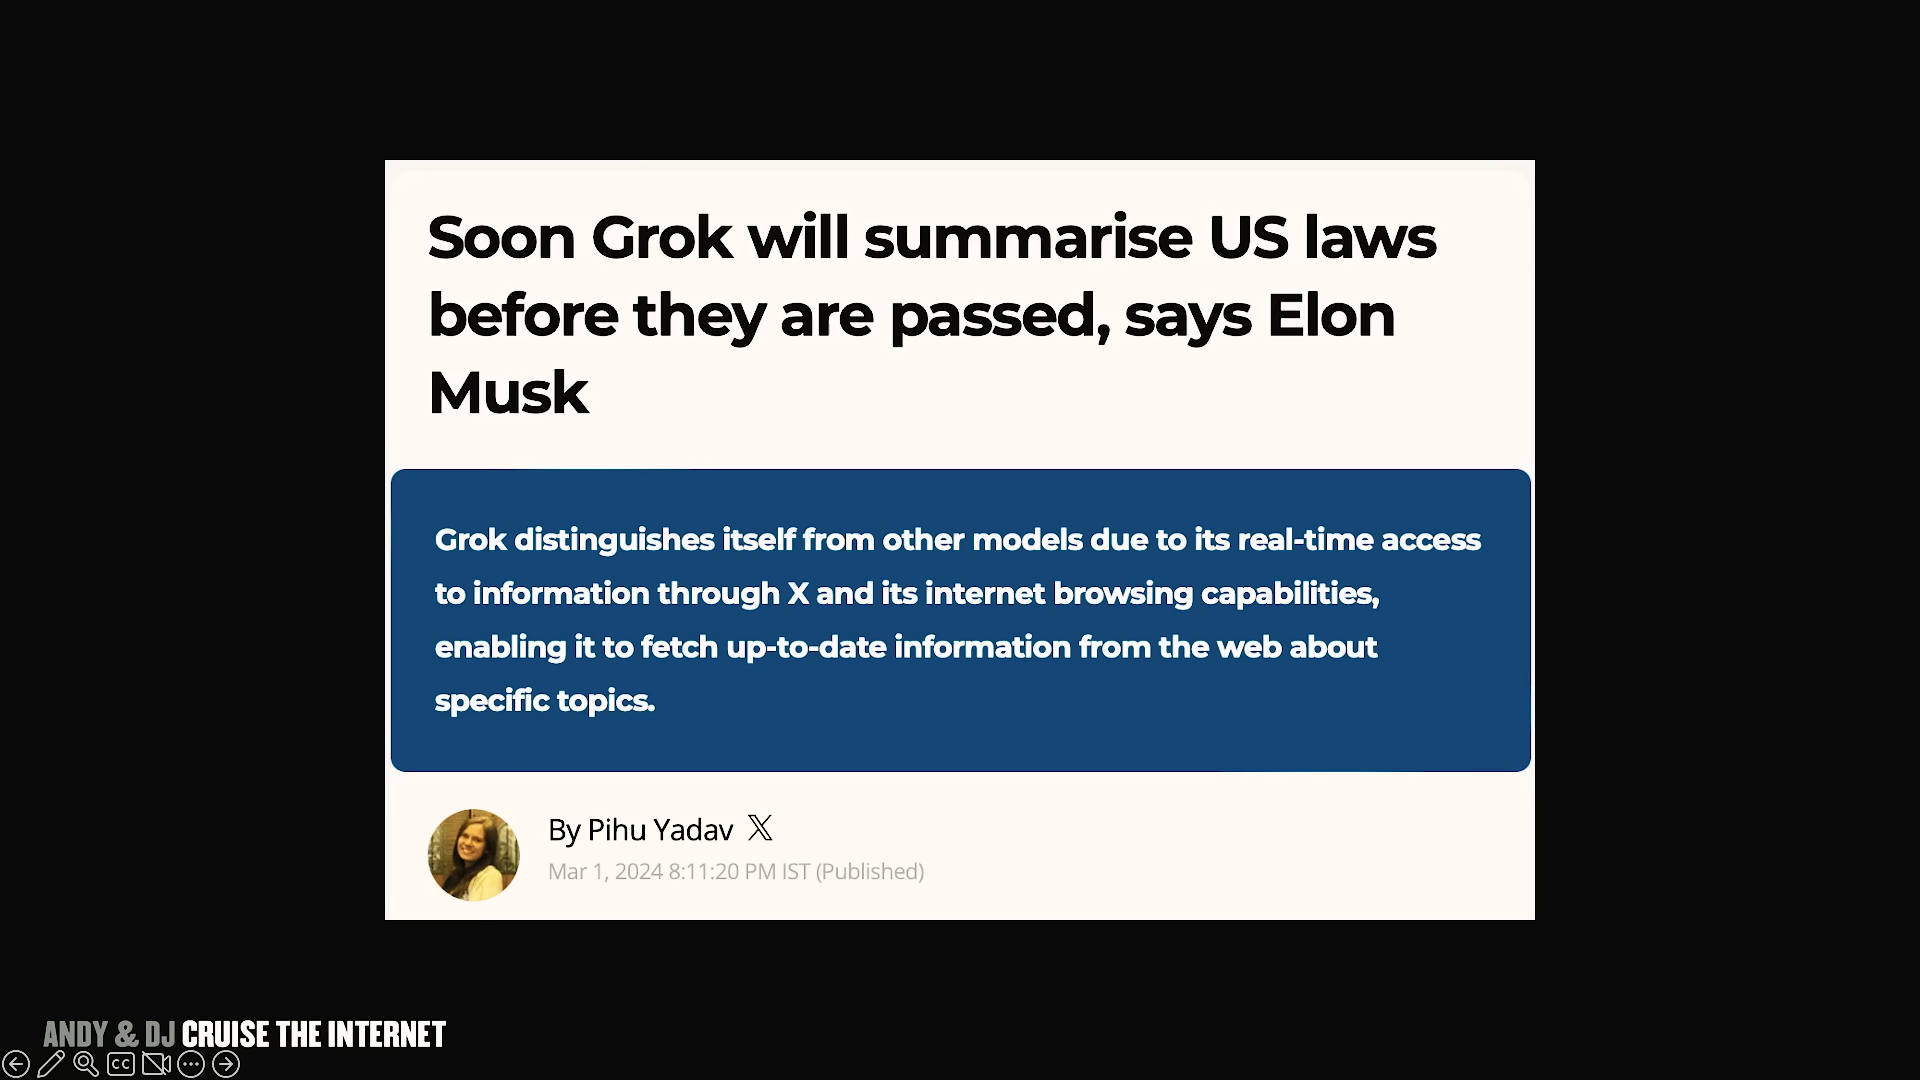 Soon Grok will summarise US laws
before they are passed, says Elon
Musk
Grok distinguishes itself from other models due to its real-time access
to information through X and its internet browsing capabilities,
enabling it to fetch up-to-date information from the web about
specific topics.
By Pihu Yadav 𝕏
Mar 1, 2024 8:11:20 PM IST (Published)
ANDY & DJ CRUISE THE INTERNET
CC